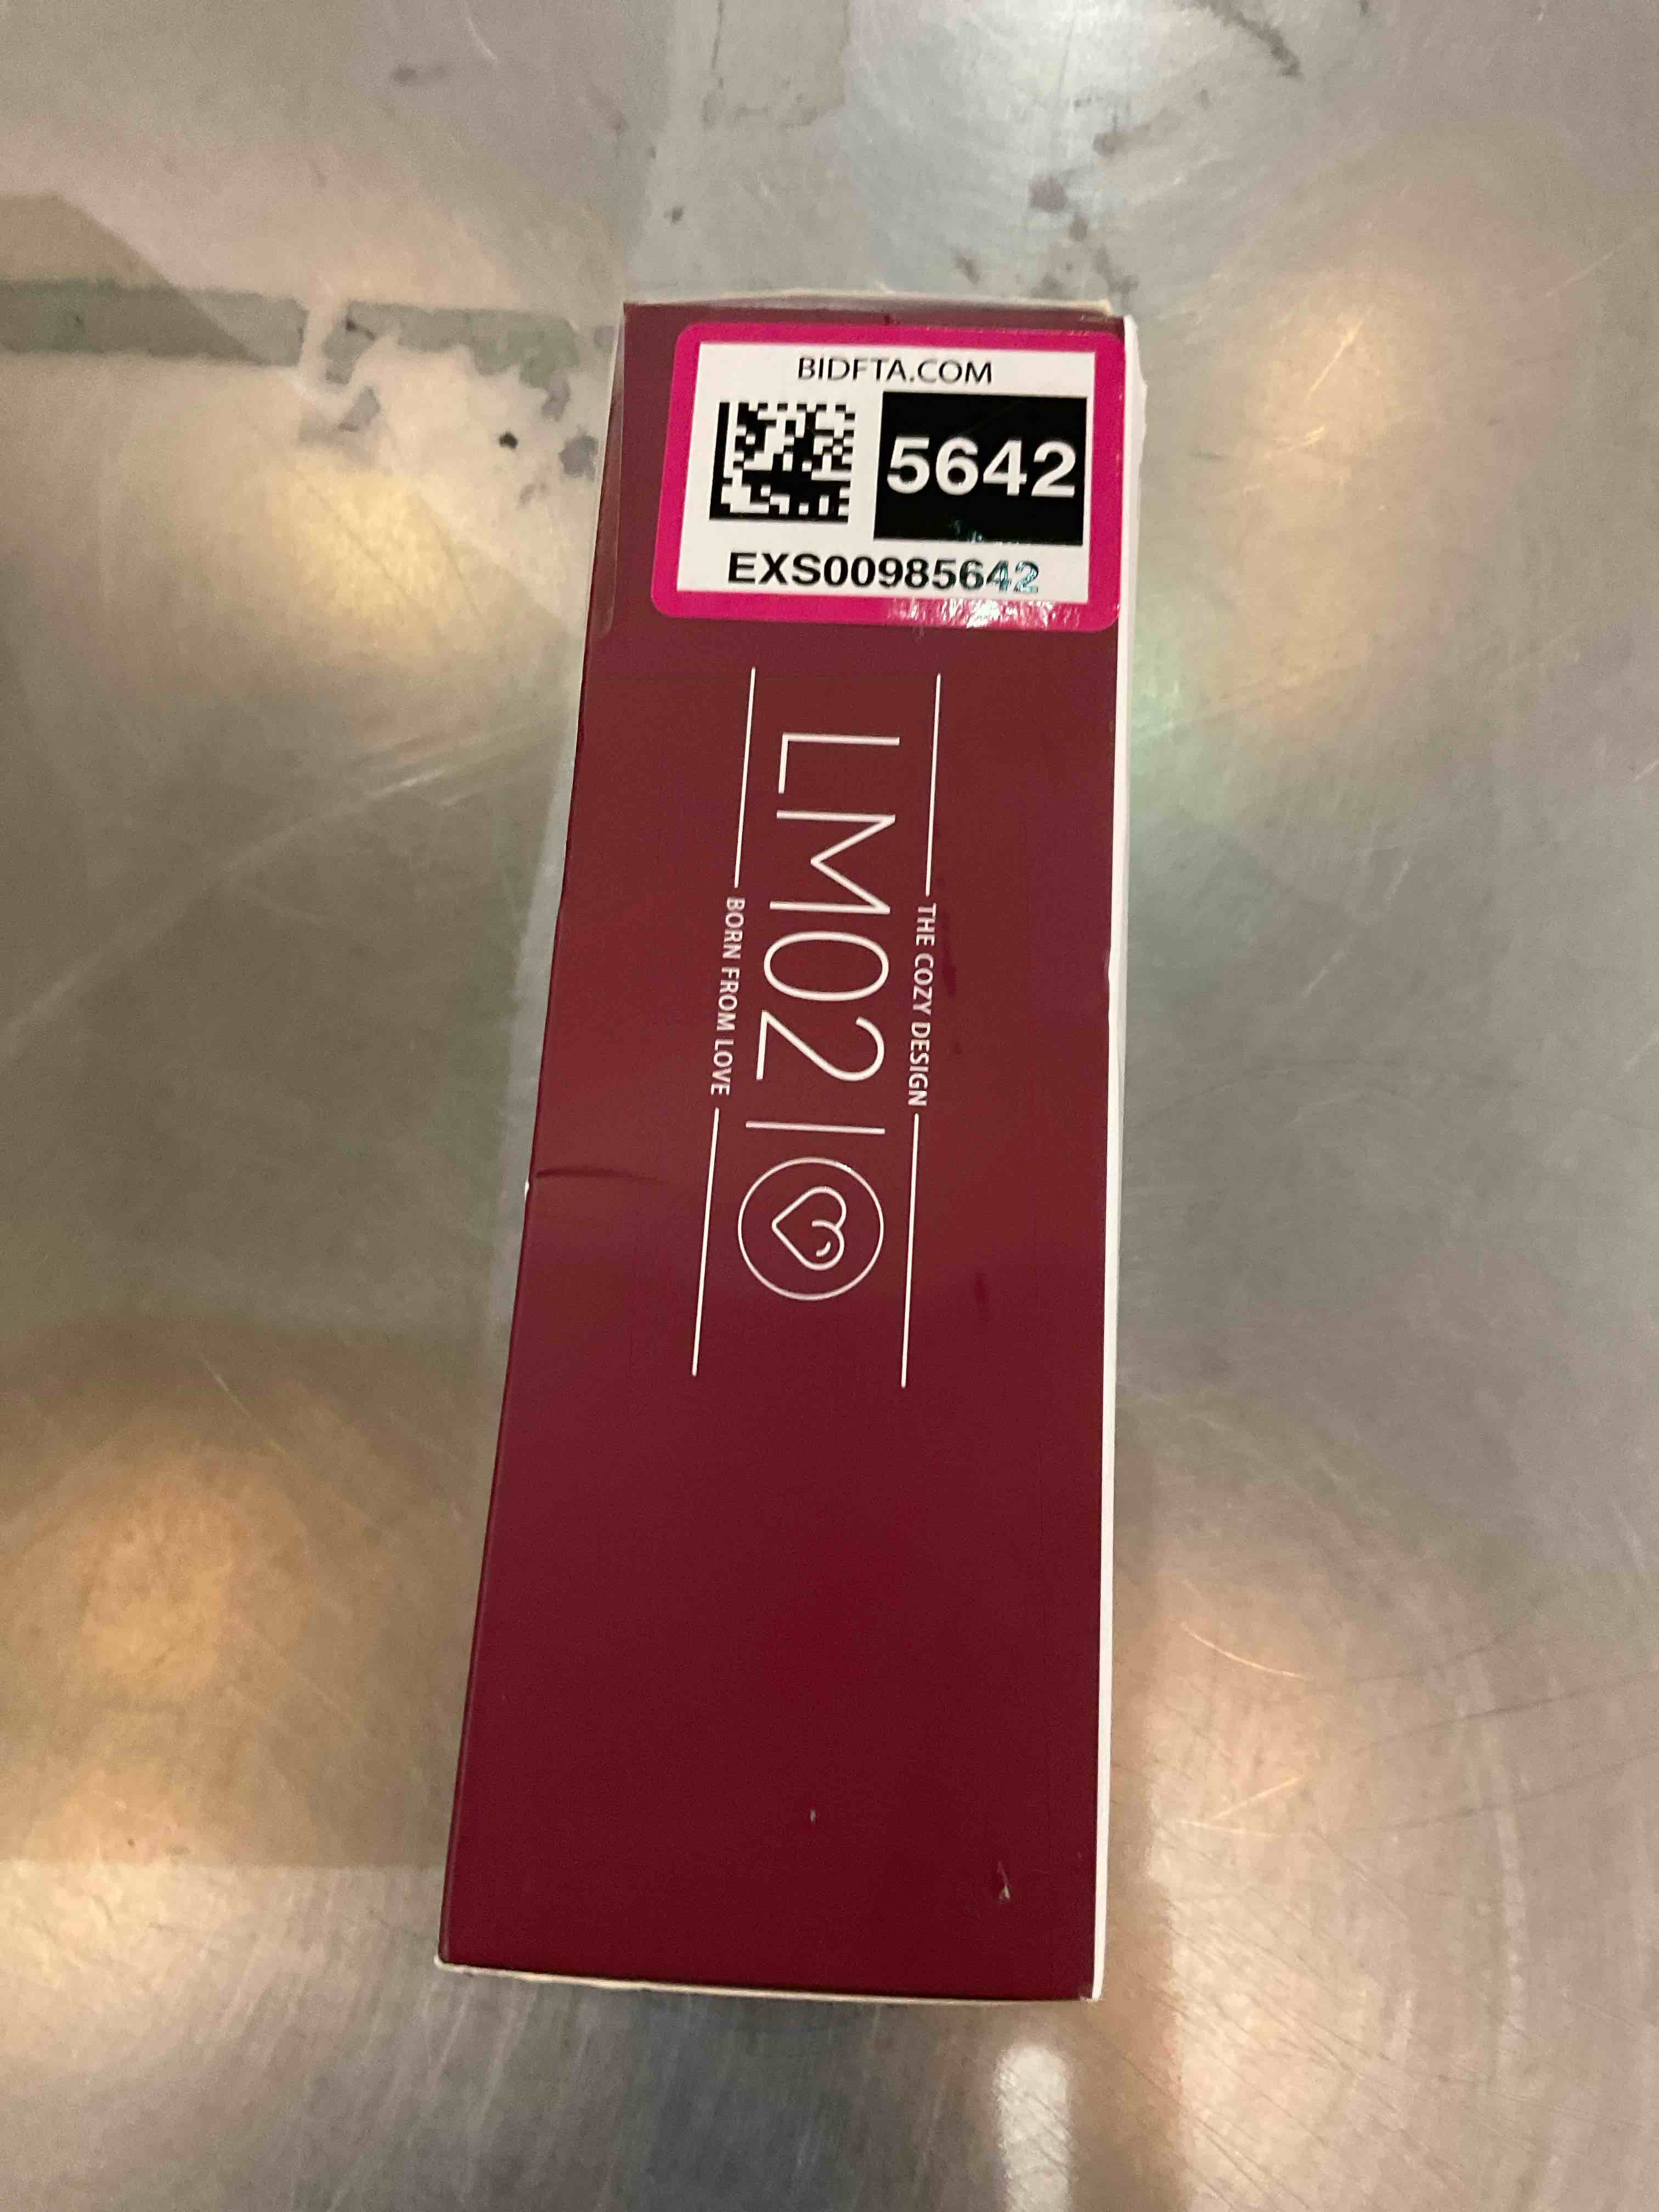 BIDFTA.COM
5642
EXS00985642
THE COZY DESIGN
LM02
BORN FROM LOVE